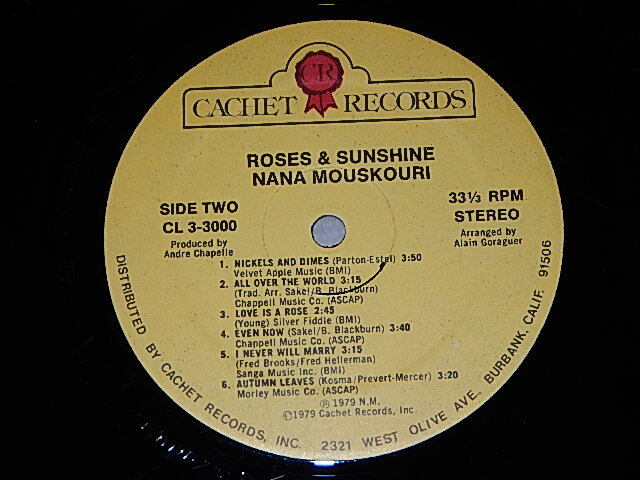 CR
CACHET RECORDS
ROSES & SUNSHINE
NANA MOUSKOURI
SIDE TWO
CL 3-3000
Produced by
Andre Chapelle
33⅓ RPM
STEREO
Arranged by
Alain Goraguer
1. NICKELS AND DIMES (Parton-Estel) 3:50
Velvet Apple Music (BMI)
2. ALL OVER THE WORLD 3:15
(Trad. Arr. Sakel/B. Blackburn)
Chappell Music Co. (ASCAP)
3. LOVE IS A ROSE 2:45
(Young) Silver Fiddle (BMI)
4. EVEN NOW (Sakel/B. Blackburn) 3:40
Chappell Music Co. (ASCAP)
5. I NEVER WILL MARRY 3:15
(Fred Brooks/Fred Hellerman)
Sanga Music Inc. (BMI)
6. AUTUMN LEAVES (Kosma/Prevert-Mercer) 3:20
Morley Music Co. (ASCAP)
Ⓟ 1979 N.M.
©1979 Cachet Records, Inc.
DISTRIBUTED BY CACHET RECORDS, INC. 2321 WEST OLIVE AVE., BURBANK, CALIF. 91506